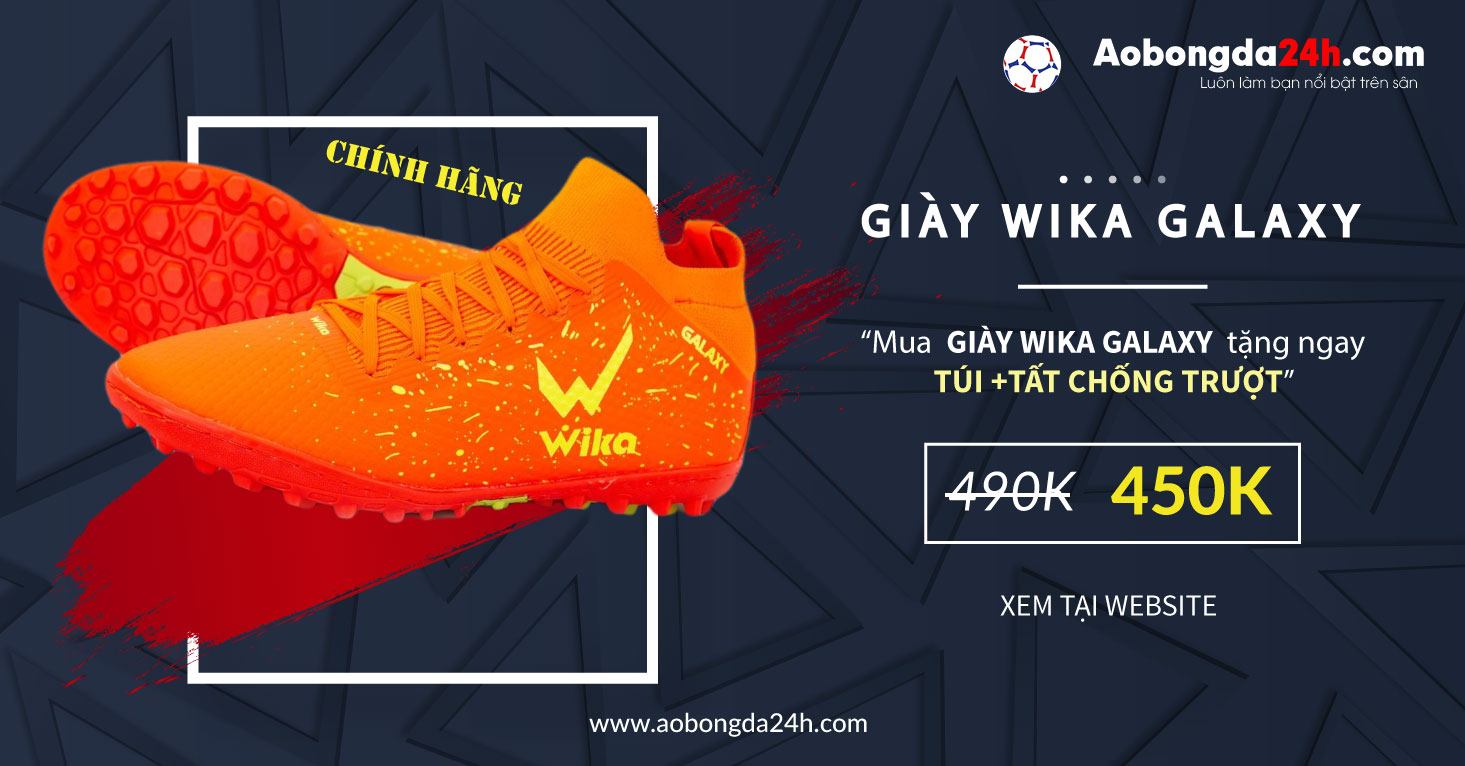 Aobongda24h.com
Luôn làm bạn nổi bật trên sân
CHÍNH HÃNG
GIÀY WIKA GALAXY
“Mua GIÀY WIKA GALAXY tặng ngay
TÚI +TẤT CHỐNG TRƯỢT”
Wika
GALAXY
Wika
490K 450K
XEM TẠI WEBSITE
www.aobongda24h.com